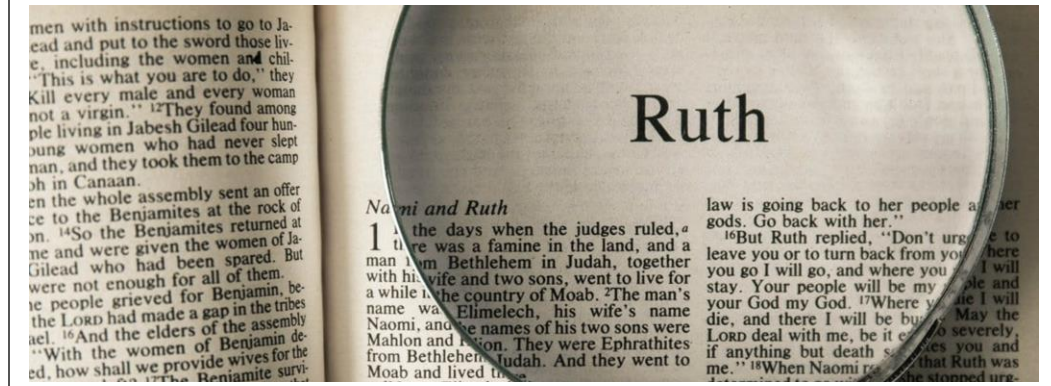 men with instructions to go to Ja-
ead and put to the sword those liv-
e, including the women and chil-
"This is what you are to do," they
Kill every male and every woman
not a virgin." ¹²They found among
ple living in Jabesh Gilead four hun-
oung women who had never slept
man, and they took them to the camp
oh in Canaan.
en the whole assembly sent an offer
ce to the Benjamites at the rock of
on. ¹⁴So the Benjamites returned at
me and were given the women of Ja-
Gilead who had been spared. But
were not enough for all of them.
he people grieved for Benjamin, be-
the LORD had made a gap in the tribes
ael. ¹⁶And the elders of the assembly
"With the women of Benjamin de-
ed, how shall we provide wives for the
¹⁷The Benjamite survi-
Ruth
Naomi and Ruth
1 the days when the judges ruled,ᵃ
there was a famine in the land, and a
man from Bethlehem in Judah, together
with his wife and two sons, went to live for
a while in the country of Moab. ²The man's
name was Elimelech, his wife's name
Naomi, and the names of his two sons were
Mahlon and Kilion. They were Ephrathites
from Bethlehem, Judah. And they went to
Moab and lived
law is going back to her people and her
gods. Go back with her."
¹⁶But Ruth replied, "Don't urge to
leave you or to turn back from you here
you go I will go, and where you I will
stay. Your people will be my people and
your God my God. ¹⁷Where you die I will
die, and there I will be buried. May the
LORD deal with me, be it ever so severely,
if anything but death you and
me." ¹⁸When Naomi that Ruth was
she stopped urg-